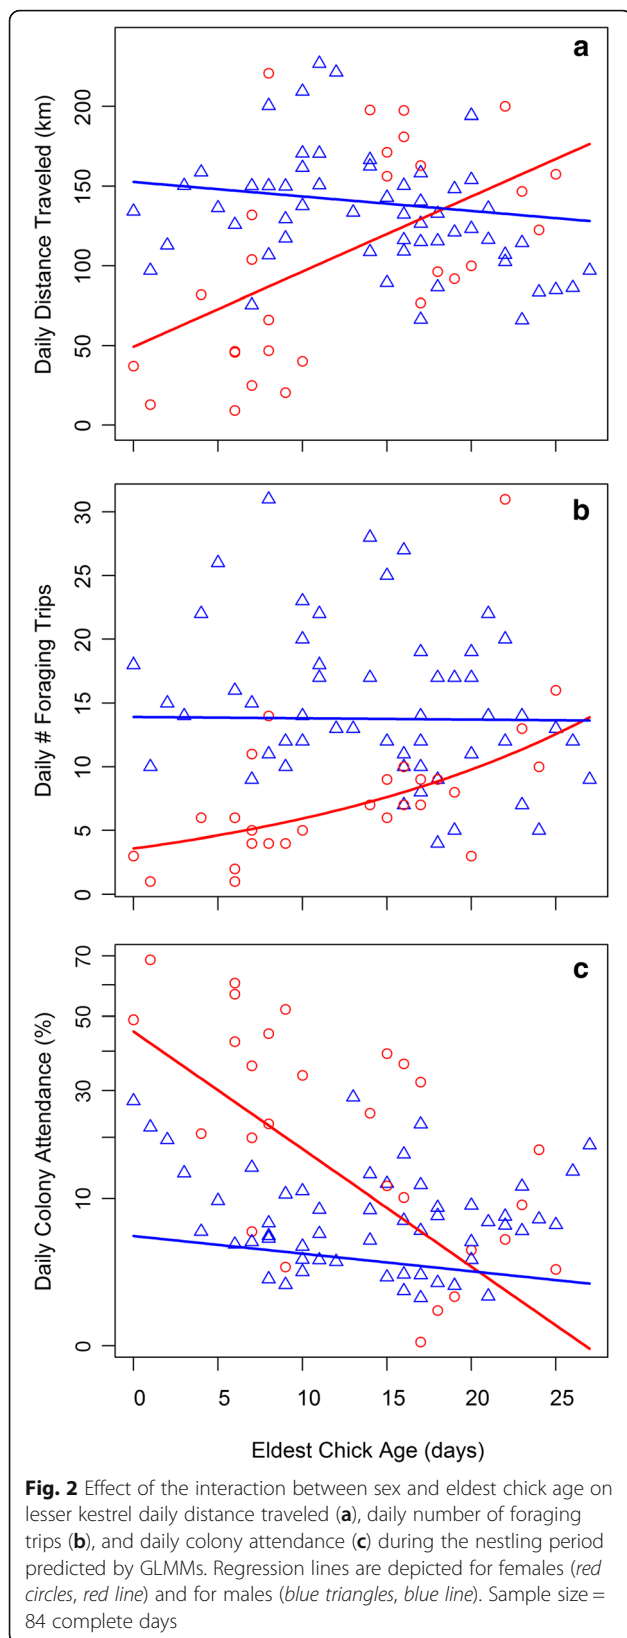 a
Daily Distance Traveled (km)
200
150
100
50
0
b
Daily # Foraging Trips
30
25
20
15
10
5
0
c
Daily Colony Attendance (%)
70
50
30
10
0
0 5 10 15 20 25
Eldest Chick Age (days)
Fig. 2 Effect of the interaction between sex and eldest chick age on
lesser kestrel daily distance traveled (a), daily number of foraging
trips (b), and daily colony attendance (c) during the nestling period
predicted by GLMMs. Regression lines are depicted for females (red
circles, red line) and for males (blue triangles, blue line). Sample size =
84 complete days